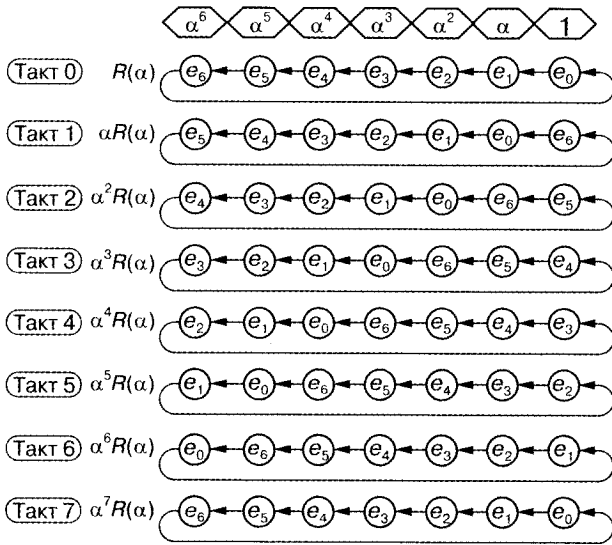 α⁶ α⁵ α⁴ α³ α² α 1
Такт 0 R(α) e₆ e₅ e₄ e₃ e₂ e₁ e₀
Такт 1 αR(α) e₅ e₄ e₃ e₂ e₁ e₀ e₆
Такт 2 α²R(α) e₄ e₃ e₂ e₁ e₀ e₆ e₅
Такт 3 α³R(α) e₃ e₂ e₁ e₀ e₆ e₅ e₄
Такт 4 α⁴R(α) e₂ e₁ e₀ e₆ e₅ e₄ e₃
Такт 5 α⁵R(α) e₁ e₀ e₆ e₅ e₄ e₃ e₂
Такт 6 α⁶R(α) e₀ e₆ e₅ e₄ e₃ e₂ e₁
Такт 7 α⁷R(α) e₆ e₅ e₄ e₃ e₂ e₁ e₀